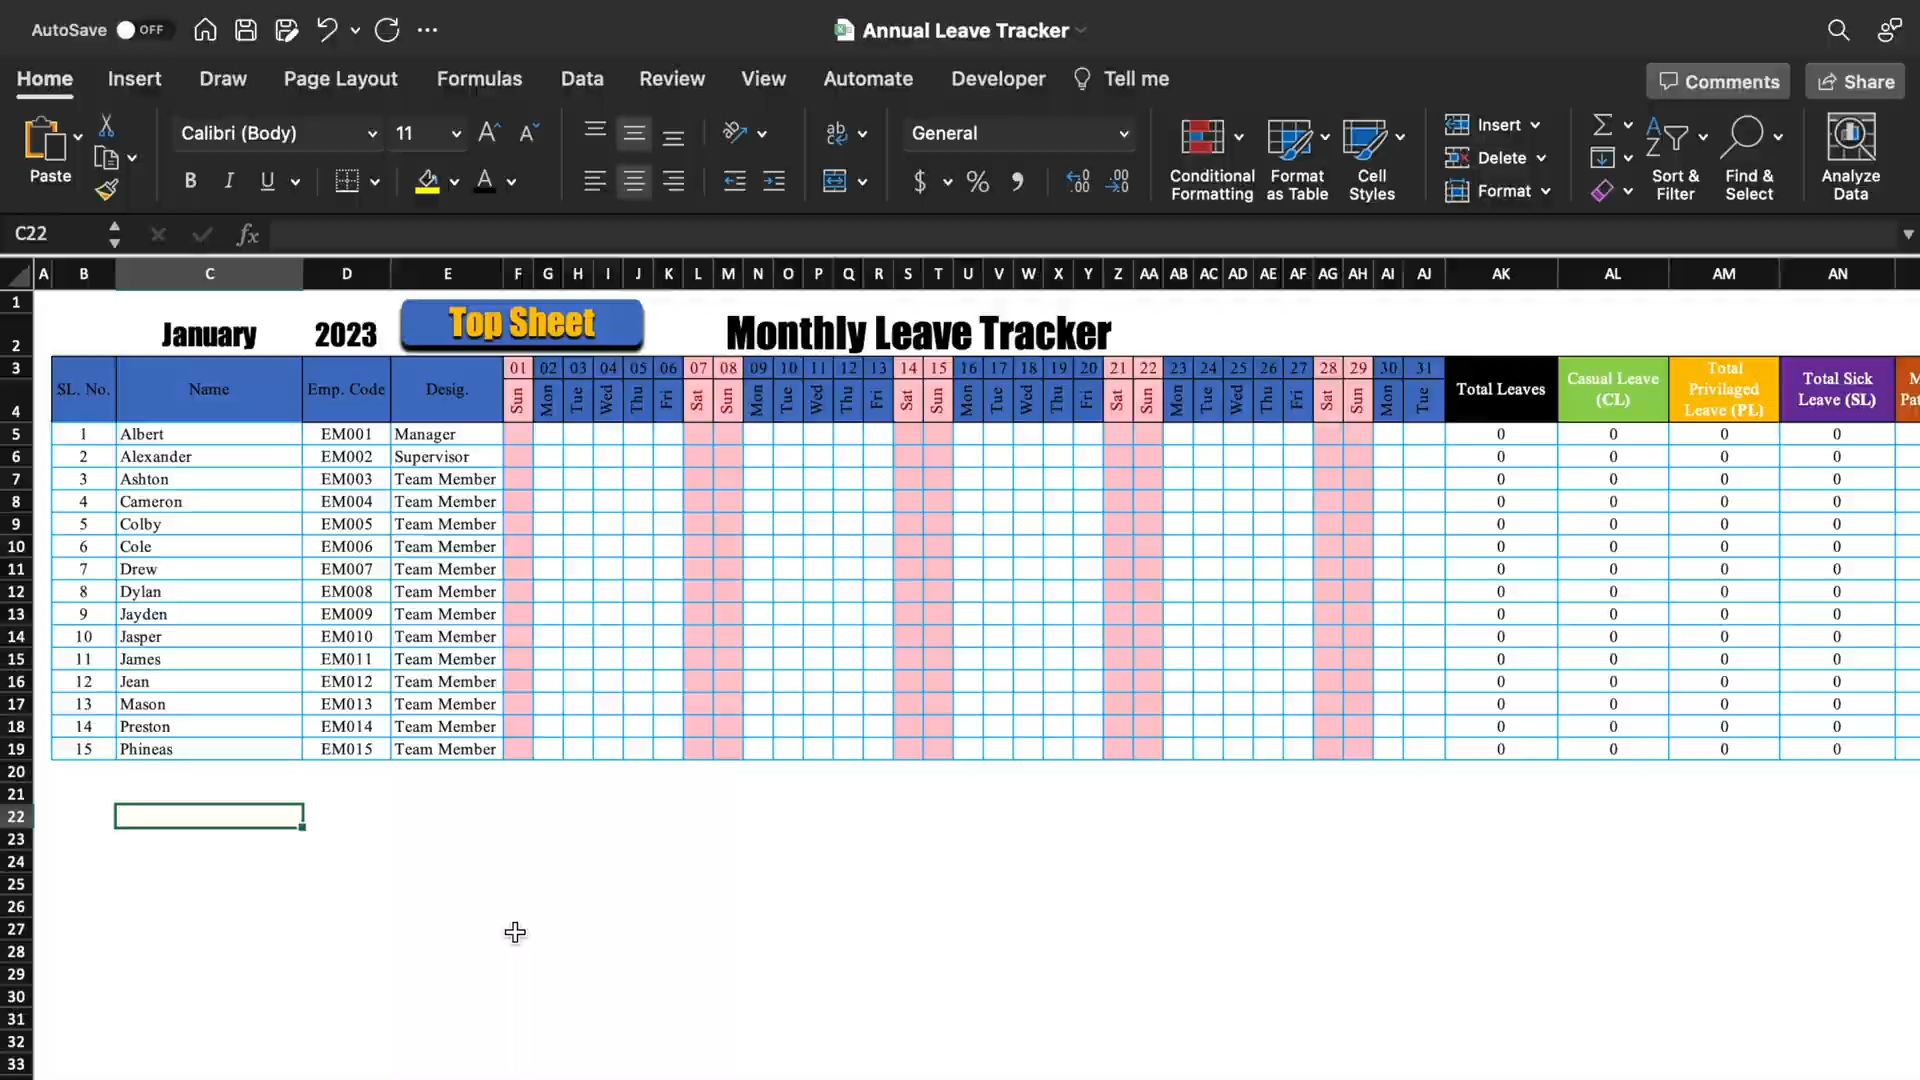 AutoSave OFF Annual Leave Tracker
Home Insert Draw Page Layout Formulas Data Review View Automate Developer Tell me Comments Share
Paste Calibri (Body) 11 General Conditional Formatting Format as Table Cell Styles Insert Delete Format Sort & Filter Find & Select Analyze Data
B I U A $ % ab
C22 fx
A B C D E F G H I J K L M N O P Q R S T U V W X Y Z AA AB AC AD AE AF AG AH AI AJ AK AL AM AN
1
2 January 2023 Top Sheet Monthly Leave Tracker
3 SL. No. Name Emp. Code Desig. 01 02 03 04 05 06 07 08 09 10 11 12 13 14 15 16 17 18 19 20 21 22 23 24 25 26 27 28 29 30 31 Total Leaves Casual Leave (CL) Total Privilaged Leave (PL) Total Sick Leave (SL)
4 Sun Mon Tue Wed Thu Fri Sat Sun Mon Tue Wed Thu Fri Sat Sun Mon Tue Wed Thu Fri Sat Sun Mon Tue Wed Thu Fri Sat Sun Mon Tue
5 1 Albert EM001 Manager 0 0 0 0
6 2 Alexander EM002 Supervisor 0 0 0 0
7 3 Ashton EM003 Team Member 0 0 0 0
8 4 Cameron EM004 Team Member 0 0 0 0
9 5 Colby EM005 Team Member 0 0 0 0
10 6 Cole EM006 Team Member 0 0 0 0
11 7 Drew EM007 Team Member 0 0 0 0
12 8 Dylan EM008 Team Member 0 0 0 0
13 9 Jayden EM009 Team Member 0 0 0 0
14 10 Jasper EM010 Team Member 0 0 0 0
15 11 James EM011 Team Member 0 0 0 0
16 12 Jean EM012 Team Member 0 0 0 0
17 13 Mason EM013 Team Member 0 0 0 0
18 14 Preston EM014 Team Member 0 0 0 0
19 15 Phineas EM015 Team Member 0 0 0 0
20
21
22
23
24
25
26
27
28
29
30
31
32
33